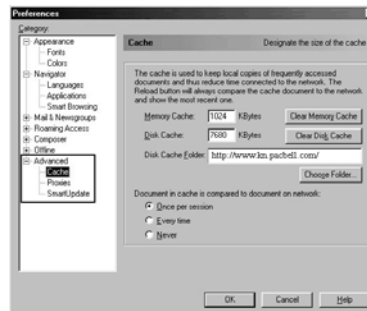 Preferences
Category:
Appearance
Fonts
Colors
Navigator
Languages
Applications
Smart Browsing
Mail & Newsgroups
Roaming Access
Composer
Offline
Advanced
Cache
Proxies
SmartUpdate
Cache Designate the size of the cache
The cache is used to keep local copies of frequently accessed
documents and thus reduce time connected to the network. The
Reload button will always compare the cache document to the network
and show the most recent one.
Memory Cache: 1024 KBytes Clear Memory Cache
Disk Cache: 7680 KBytes Clear Disk Cache
Disk Cache Folder: http://www.kn.pacbell.com/
Choose Folder...
Document in cache is compared to document on network:
Once per session
Every time
Never
OK Cancel Help